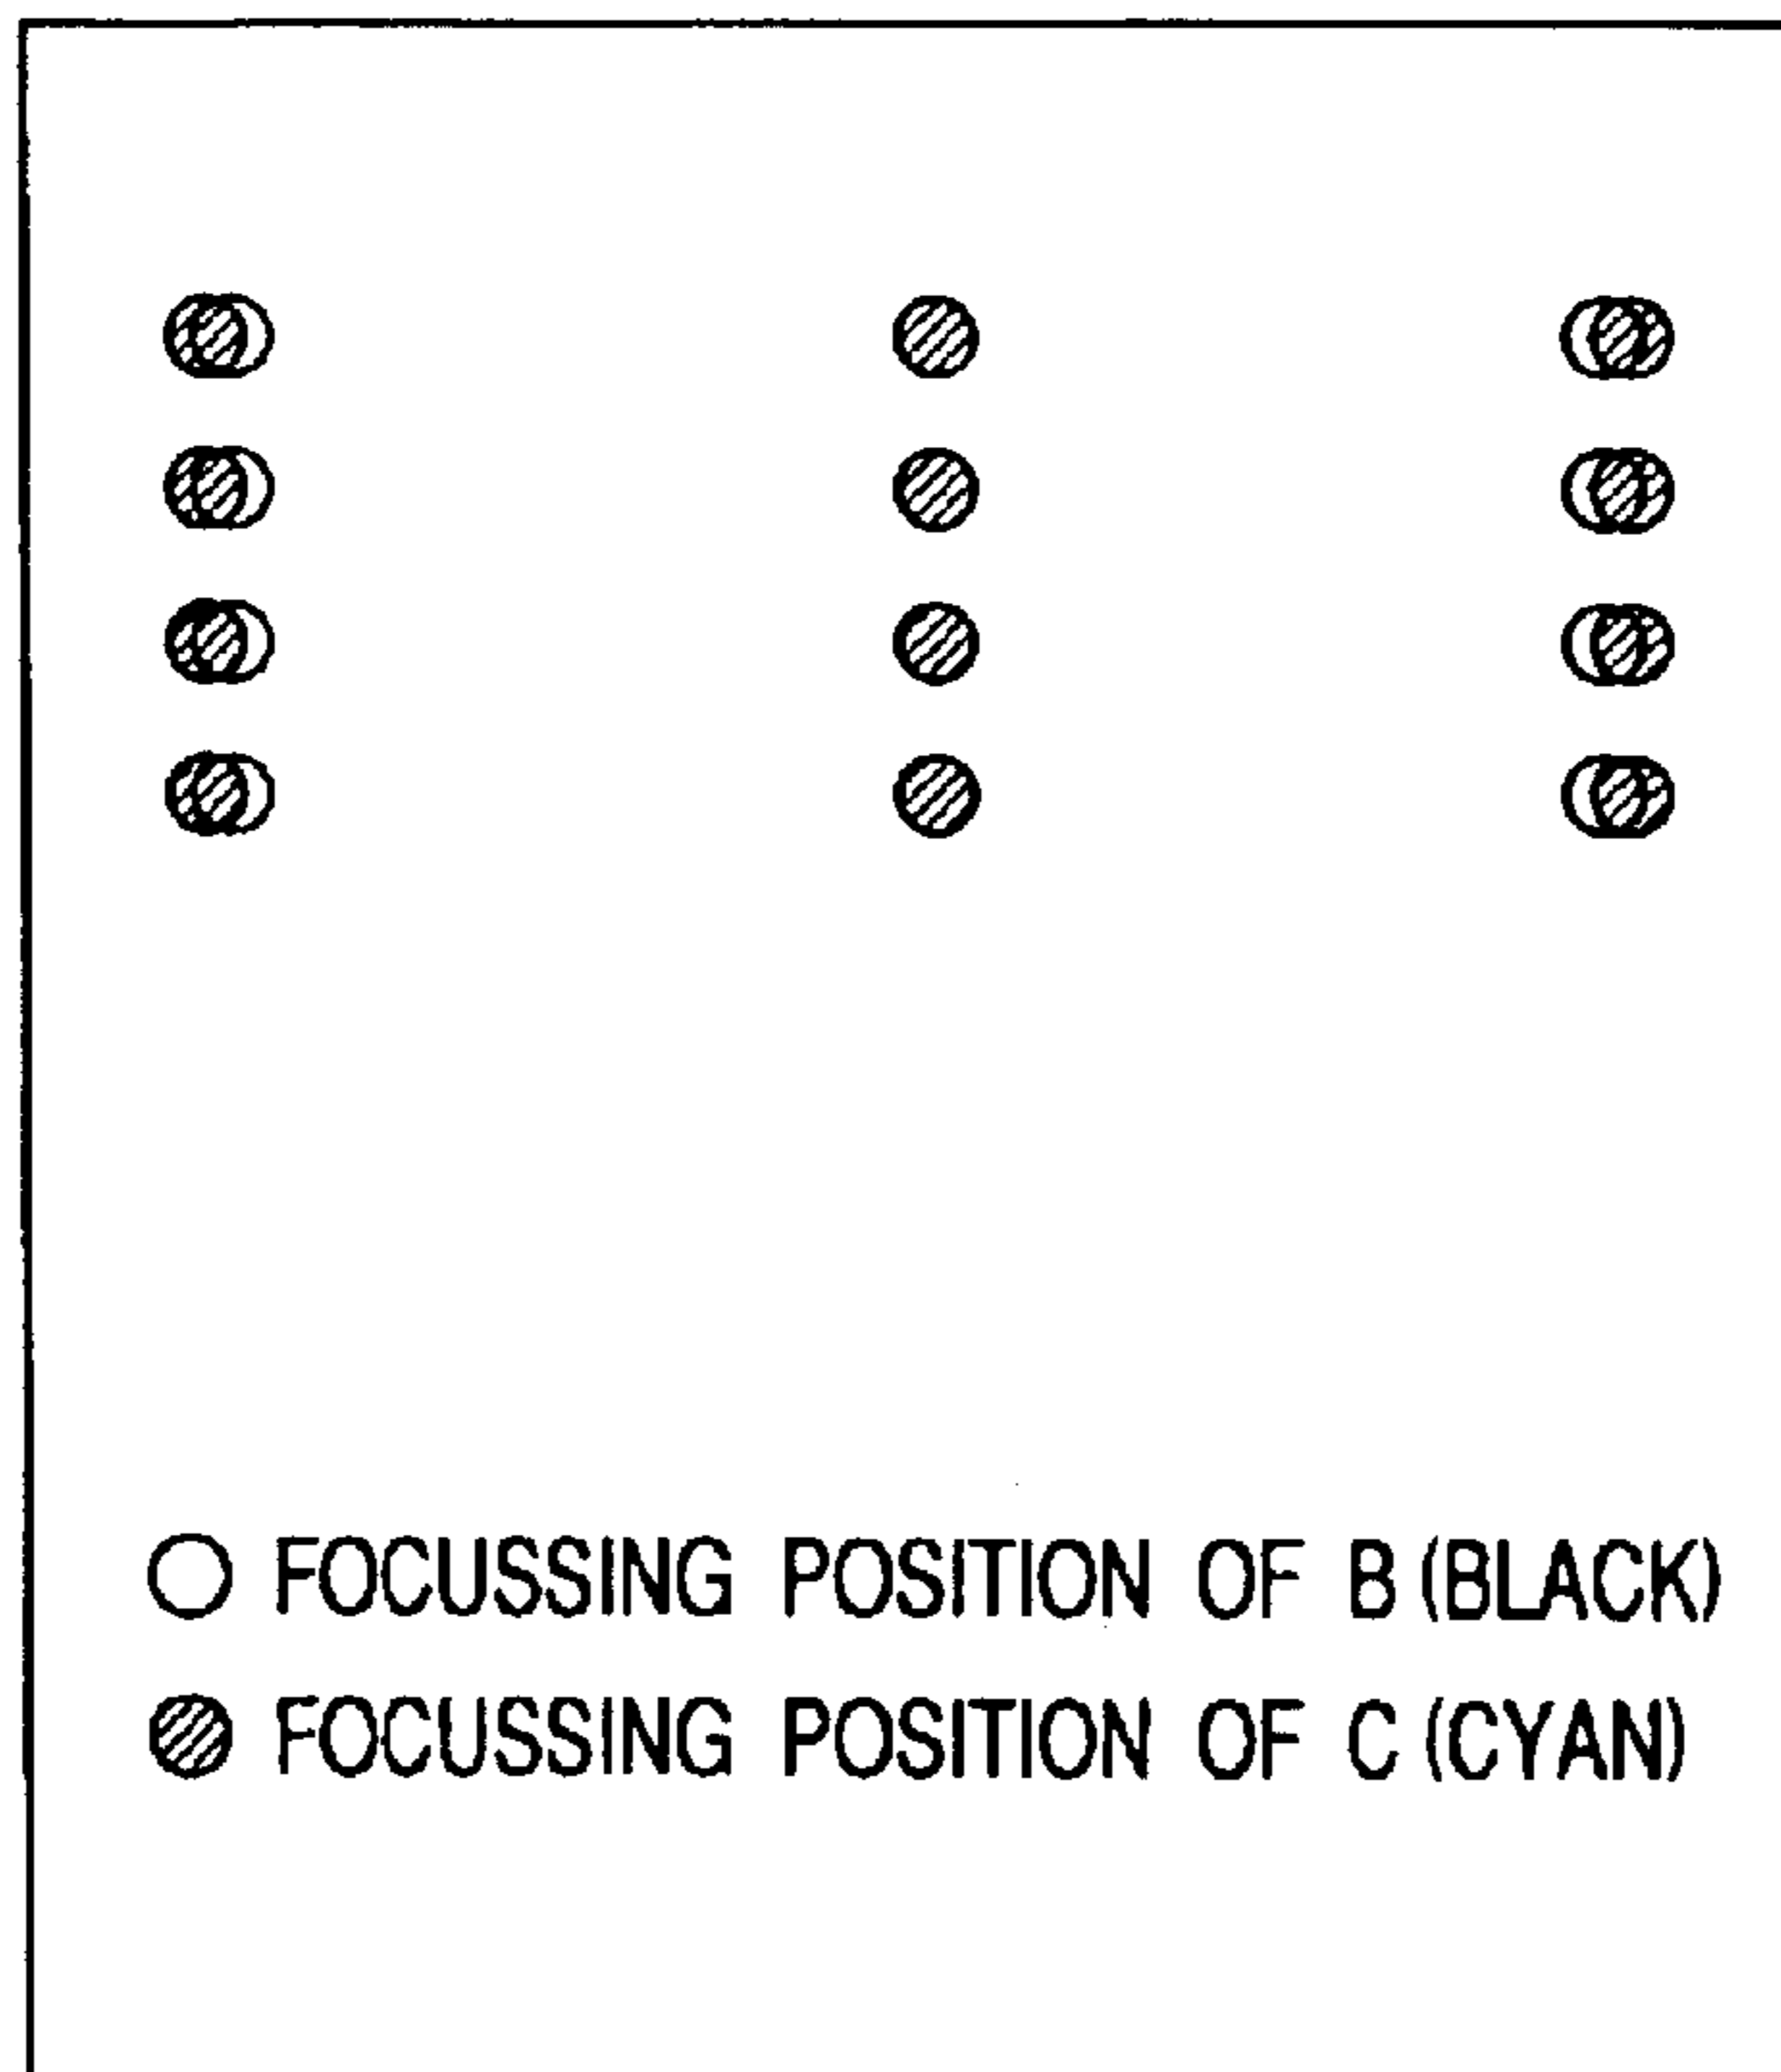 FOCUSSING POSITION OF B (BLACK)
FOCUSSING POSITION OF C (CYAN)